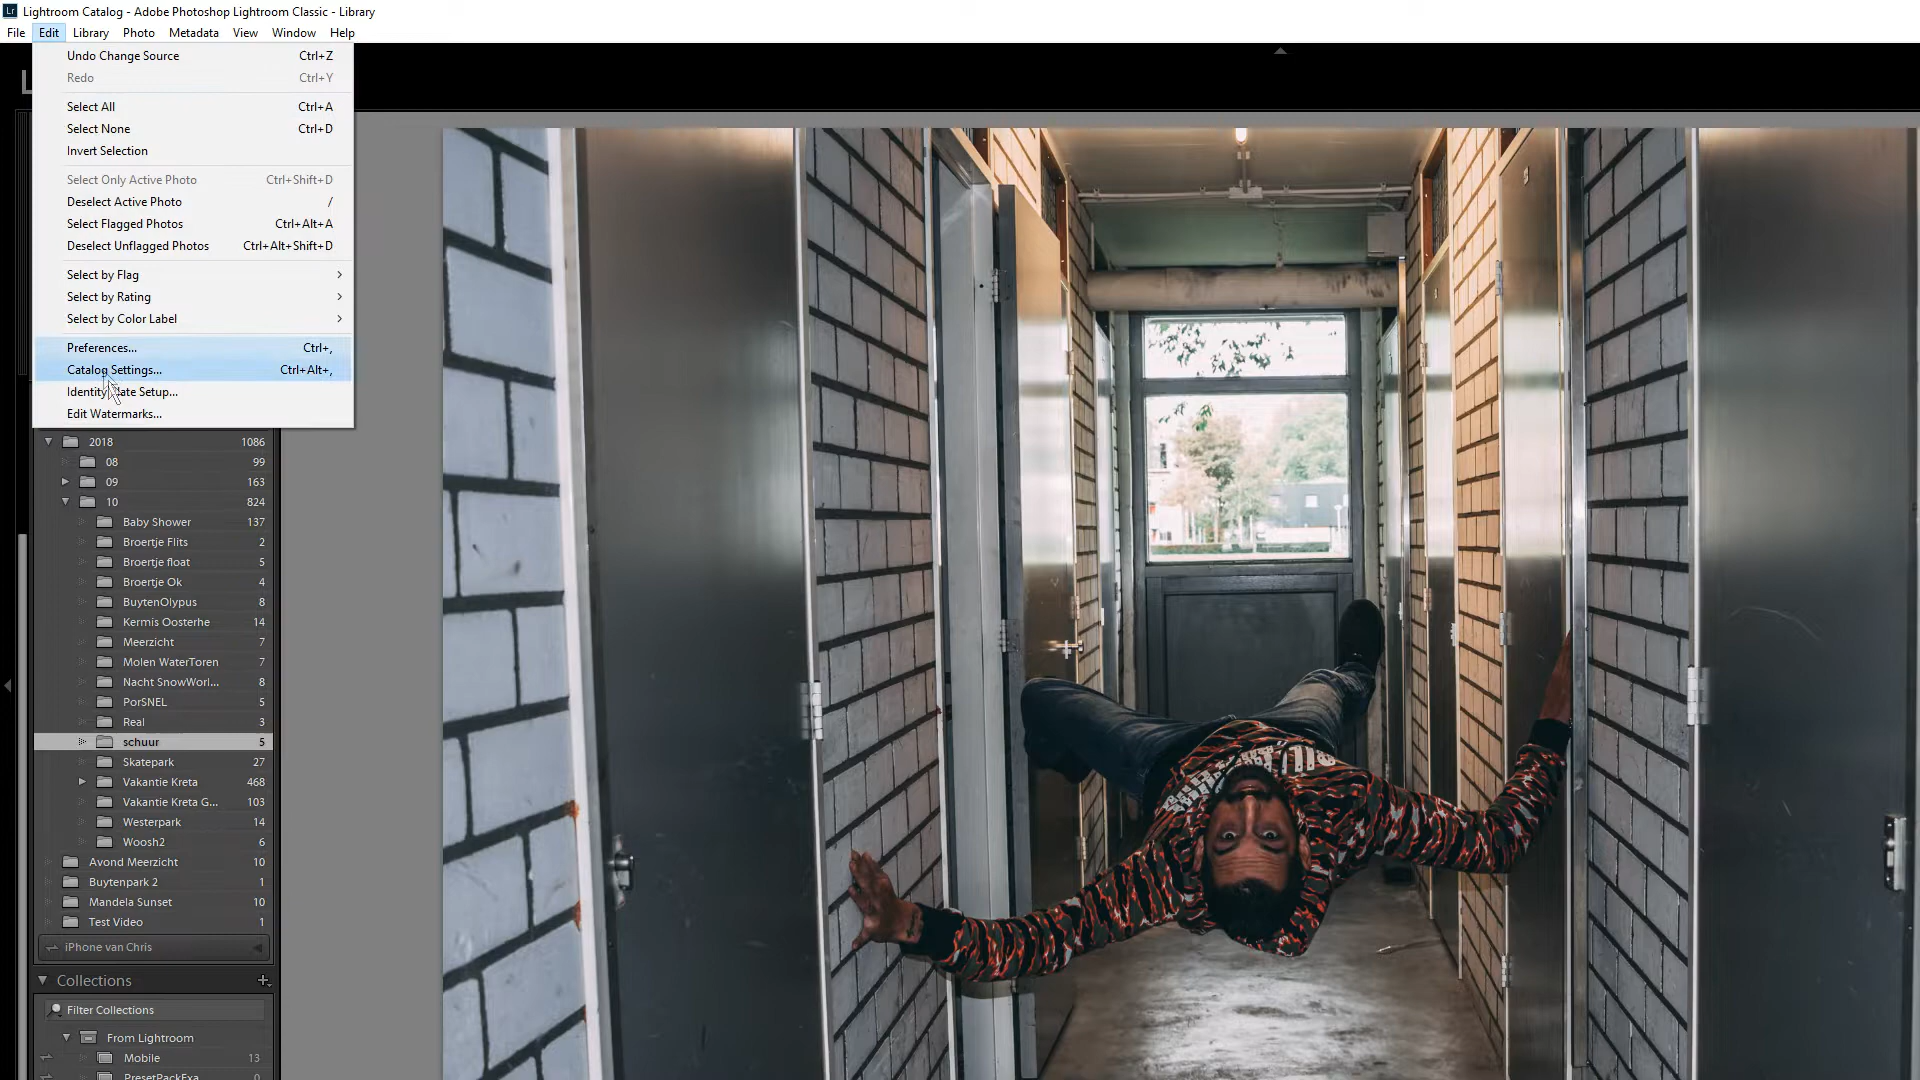 Lr Lightroom Catalog - Adobe Photoshop Lightroom Classic - Library
File Edit Library Photo Metadata View Window Help
Undo Change Source Ctrl+Z
Redo Ctrl+Y
Select All Ctrl+A
Select None Ctrl+D
Invert Selection
Select Only Active Photo Ctrl+Shift+D
Deselect Active Photo /
Select Flagged Photos Ctrl+Alt+A
Deselect Unflagged Photos Ctrl+Alt+Shift+D
Select by Flag
Select by Rating
Select by Color Label
Preferences... Ctrl+,
Catalog Settings... Ctrl+Alt+,
Identity ate Setup...
Edit Watermarks...
2018 1086
08 99
09 163
10 824
Baby Shower 137
Broertje Flits 2
Broertje float 5
Broertje Ok 4
BuytenOlypus 8
Kermis Oosterhe 14
Meerzicht 7
Molen WaterToren 7
Nacht SnowWorl... 8
PorSNEL 5
Real 3
schuur 5
Skatepark 27
Vakantie Kreta 468
Vakantie Kreta G... 103
Westerpark 14
Woosh2 6
Avond Meerzicht 10
Buytenpark 2 1
Mandela Sunset 10
Test Video 1
iPhone van Chris
Collections +
Filter Collections
From Lightroom
Mobile 13
PresetPackExa 0